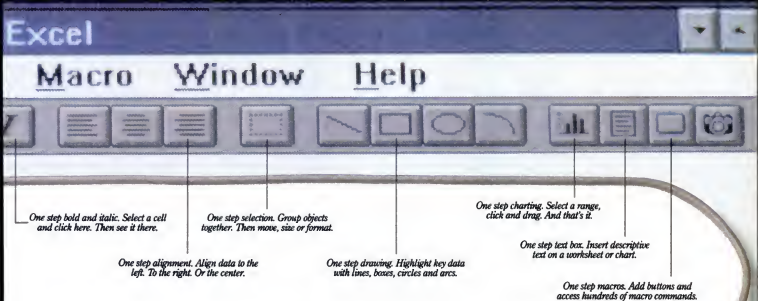 Excel
Macro Window Help
I
One step bold and italic. Select a cell
and click here. Then see it there.
One step alignment. Align data to the
left. To the right. Or the center.
One step selection. Group objects
together. Then move, size or format.
One step drawing. Highlight key data
with lines, boxes, circles and arcs.
One step charting. Select a range,
click and drag. And that's it.
One step text box. Insert descriptive
text on a worksheet or chart.
One step macros. Add buttons and
access hundreds of macro commands.